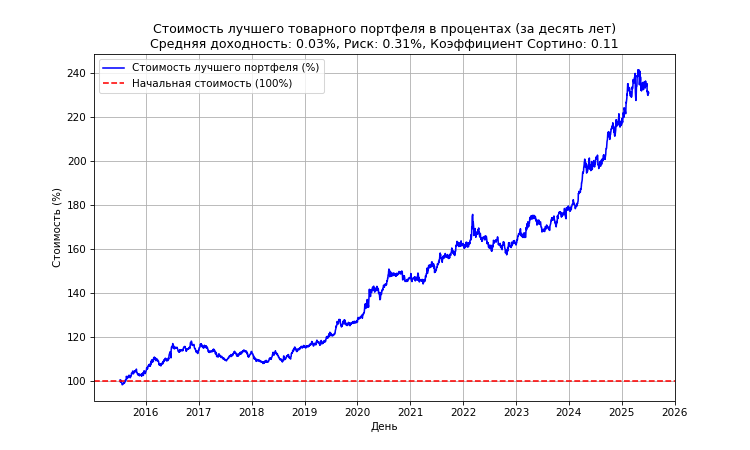 Стоимость лучшего товарного портфеля в процентах (за десять лет)
Средняя доходность: 0.03%, Риск: 0.31%, Коэффициент Сортино: 0.11
Стоимость лучшего портфеля (%)
Начальная стоимость (100%)
Стоимость (%)
240
220
200
180
160
140
120
100
2016 2017 2018 2019 2020 2021 2022 2023 2024 2025 2026
День